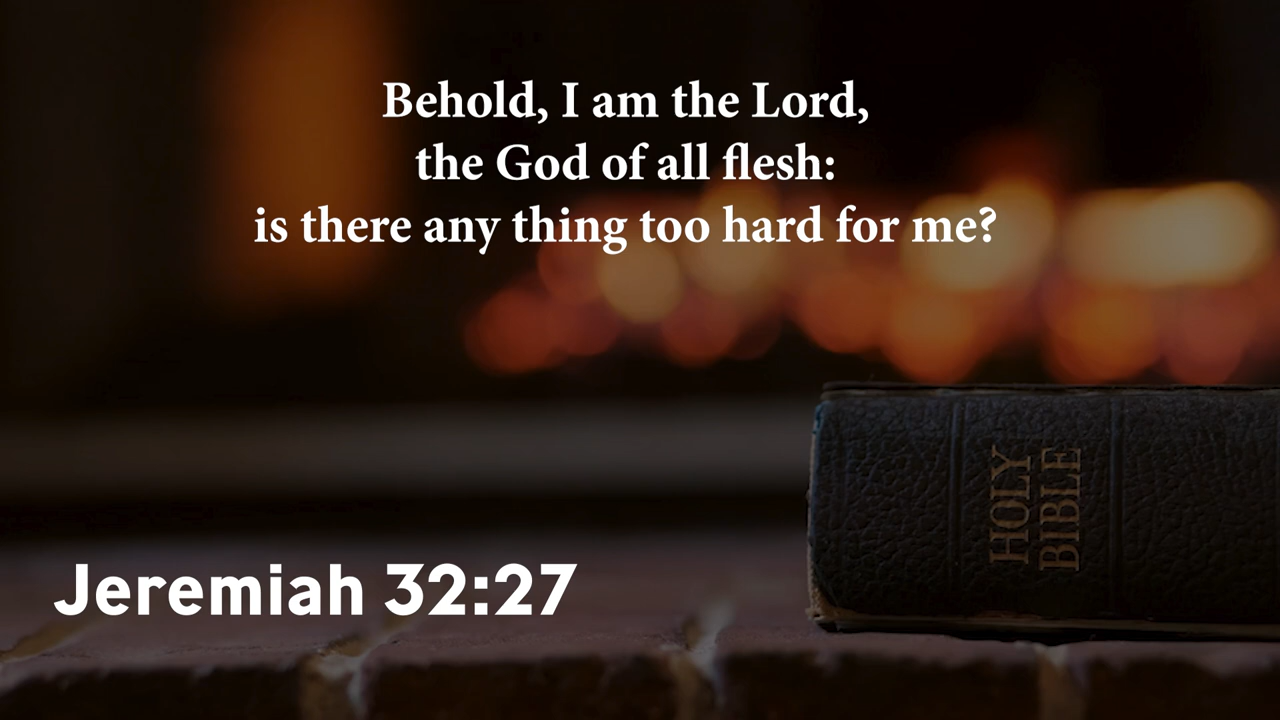 Behold, I am the Lord,
the God of all flesh:
is there any thing too hard for me?
HOLY
BIBLE
Jeremiah 32:27